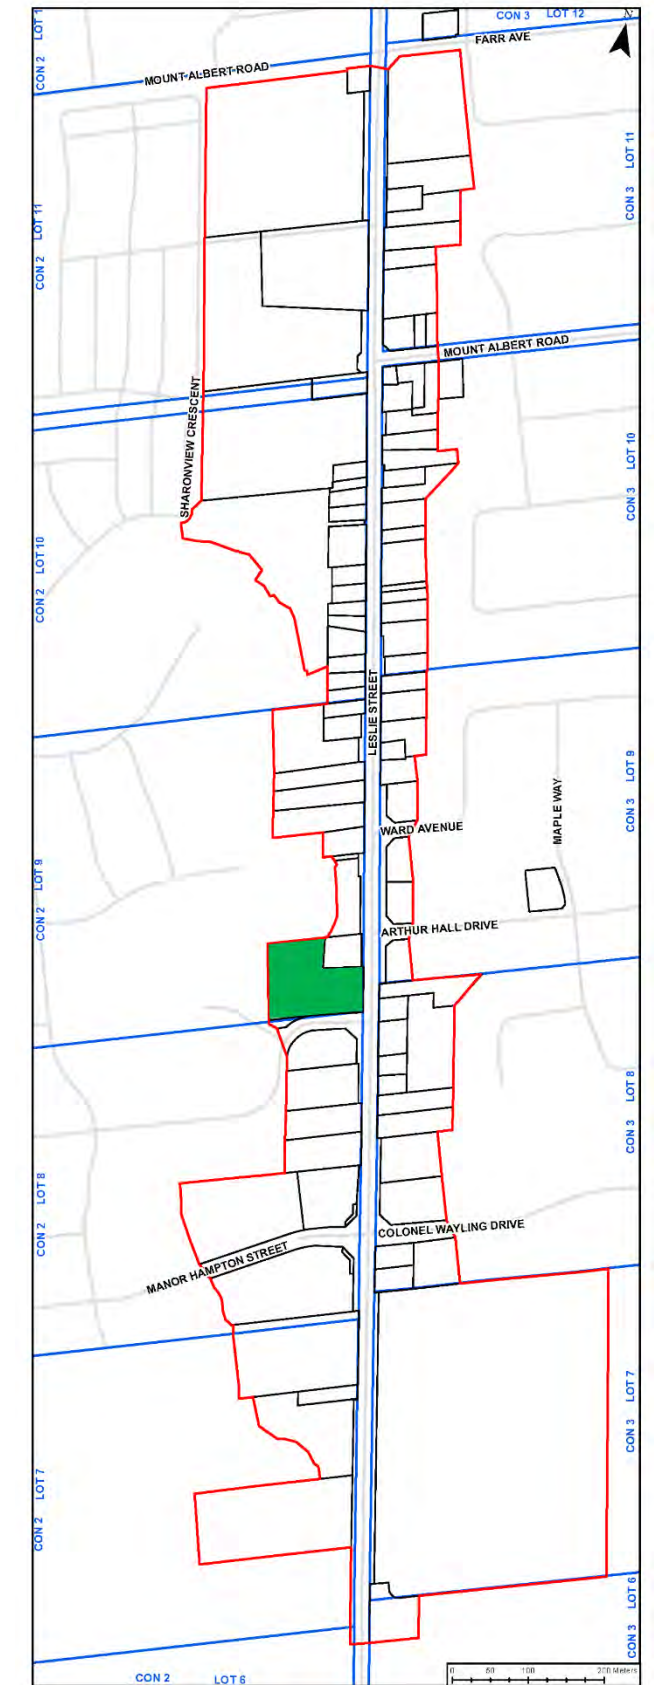 CON 3 LOT 12
N
FARR AVE
CON 2 LOT 1
MOUNT ALBERT ROAD
CON 3 LOT 11
CON 2 LOT 11
MOUNT ALBERT ROAD
SHARONVIEW CRESCENT
CON 3 LOT 10
CON 2 LOT 10
LESLIE STREET
CON 3 LOT 9
MAPLE WAY
WARD AVENUE
CON 2 LOT 9
ARTHUR HALL DRIVE
CON 3 LOT 8
CON 2 LOT 8
COLONEL WAYLING DRIVE
MANOR HAMPTON STREET
CON 3 LOT 7
CON 2 LOT 7
CON 3 LOT 6
CON 2 LOT 6
0 50 100 200 Meters